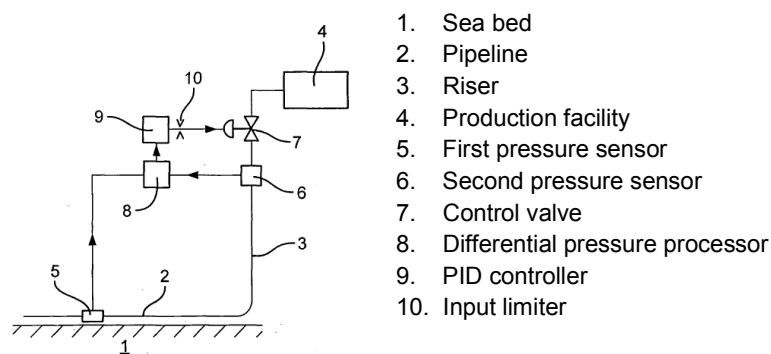 4
10
9
7
6
8
3
5
2
1
1. Sea bed
2. Pipeline
3. Riser
4. Production facility
5. First pressure sensor
6. Second pressure sensor
7. Control valve
8. Differential pressure processor
9. PID controller
10. Input limiter